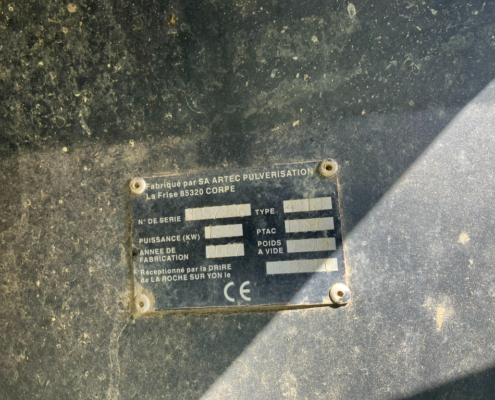 Fabriqué par SA ARTEC PULVERISATION
La Frise 85320 CORPE
N° DE SERIE TYPE
PUISSANCE (KW) PTAC
ANNEE DE FABRICATION POIDS A VIDE
Réceptionné par la DRIRE
de LA ROCHE SUR YON le
CE